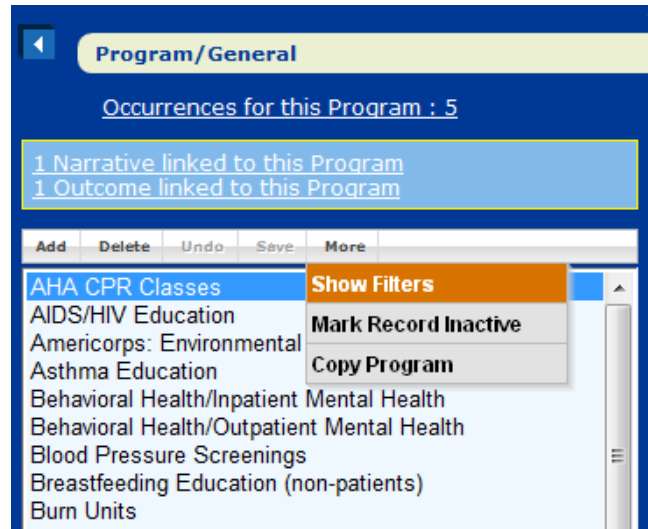 Program/General
Occurrences for this Program : 5
1 Narrative linked to this Program
1 Outcome linked to this Program
Add Delete Undo Save More
AHA CPR Classes
Show Filters
AIDS/HIV Education
Mark Record Inactive
Americorps: Environmental
Asthma Education
Copy Program
Behavioral Health/Inpatient Mental Health
Behavioral Health/Outpatient Mental Health
Blood Pressure Screenings
Breastfeeding Education (non-patients)
Burn Units